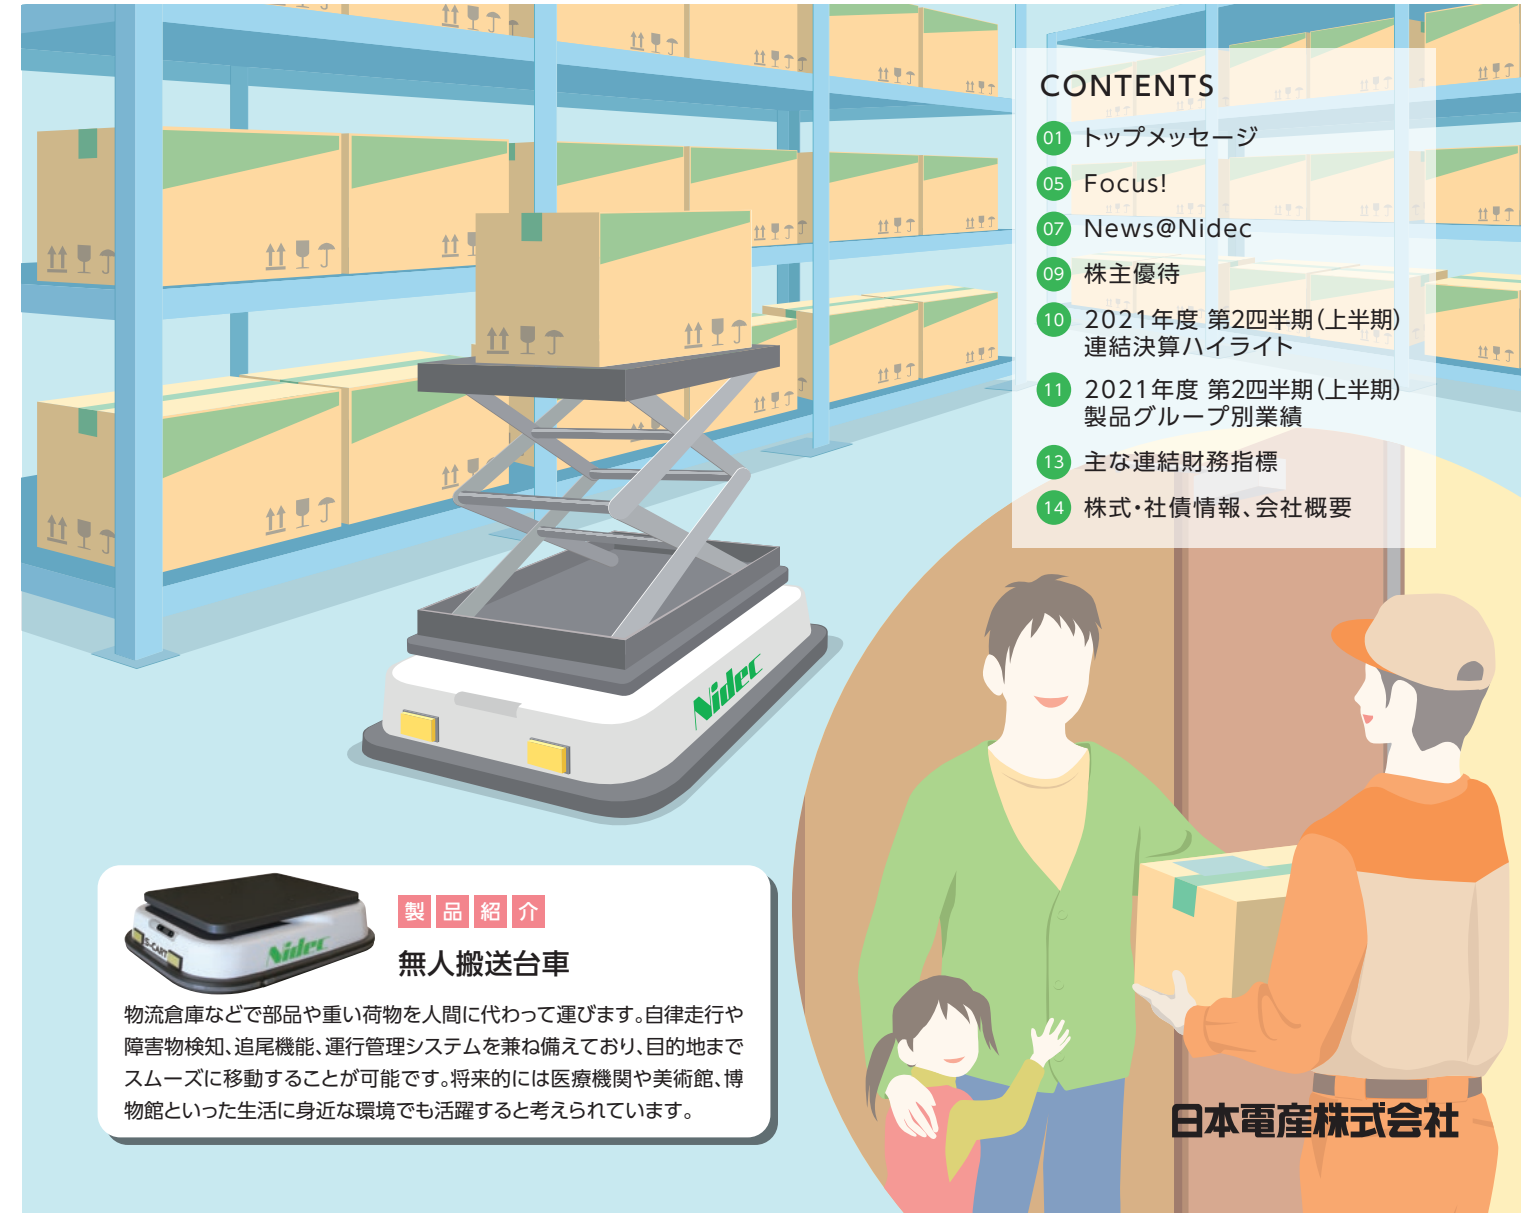 CONTENTS
01 トップメッセージ
05 Focus!
07 News@Nidec
09 株主優待
10 2021年度 第2四半期(上半期)
連結決算ハイライト
11 2021年度 第2四半期(上半期)
製品グループ別業績
13 主な連結財務指標
14 株式・社債情報、会社概要
Nidec
S-CART
Nidec
製品紹介
無人搬送台車
物流倉庫などで部品や重い荷物を人間に代わって運びます。自律走行や
障害物検知、追尾機能、運行管理システムを兼ね備えており、目的地まで
スムーズに移動することが可能です。将来的には医療機関や美術館、博
物館といった生活に身近な環境でも活躍すると考えられています。
日本電産株式会社